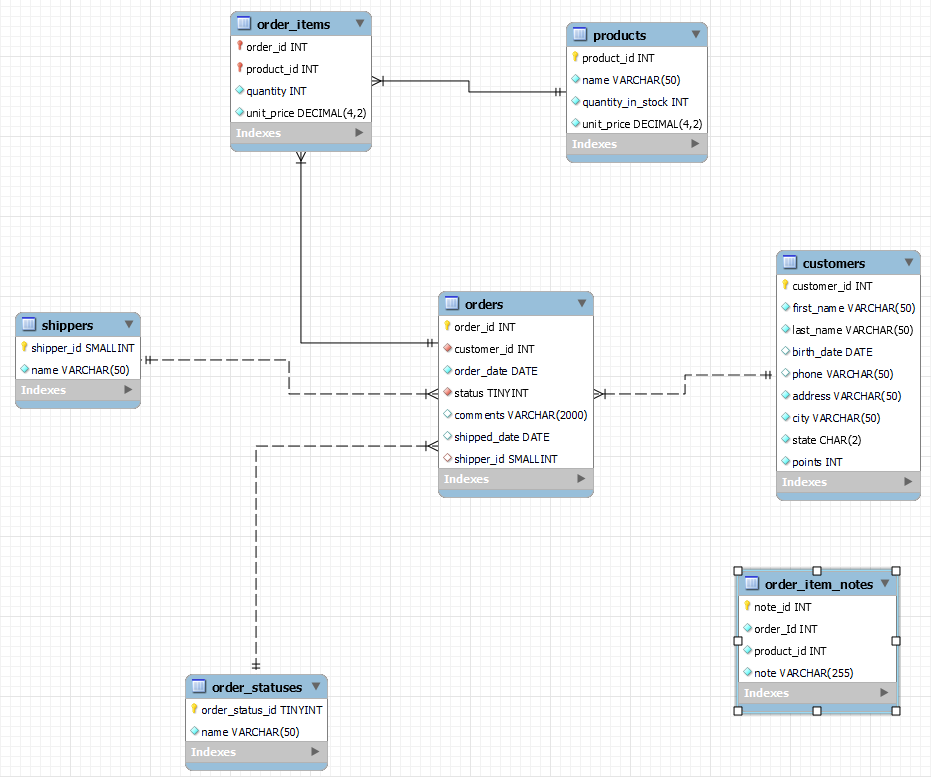 order_items
order_id INT
product_id INT
quantity INT
unit_price DECIMAL(4,2)
Indexes
products
product_id INT
name VARCHAR(50)
quantity_in_stock INT
unit_price DECIMAL(4,2)
Indexes
shippers
shipper_id SMALLINT
name VARCHAR(50)
Indexes
orders
order_id INT
customer_id INT
order_date DATE
status TINYINT
comments VARCHAR(2000)
shipped_date DATE
shipper_id SMALLINT
Indexes
customers
customer_id INT
first_name VARCHAR(50)
last_name VARCHAR(50)
birth_date DATE
phone VARCHAR(50)
address VARCHAR(50)
city VARCHAR(50)
state CHAR(2)
points INT
Indexes
order_statuses
order_status_id TINYINT
name VARCHAR(50)
Indexes
order_item_notes
note_id INT
order_Id INT
product_id INT
note VARCHAR(255)
Indexes